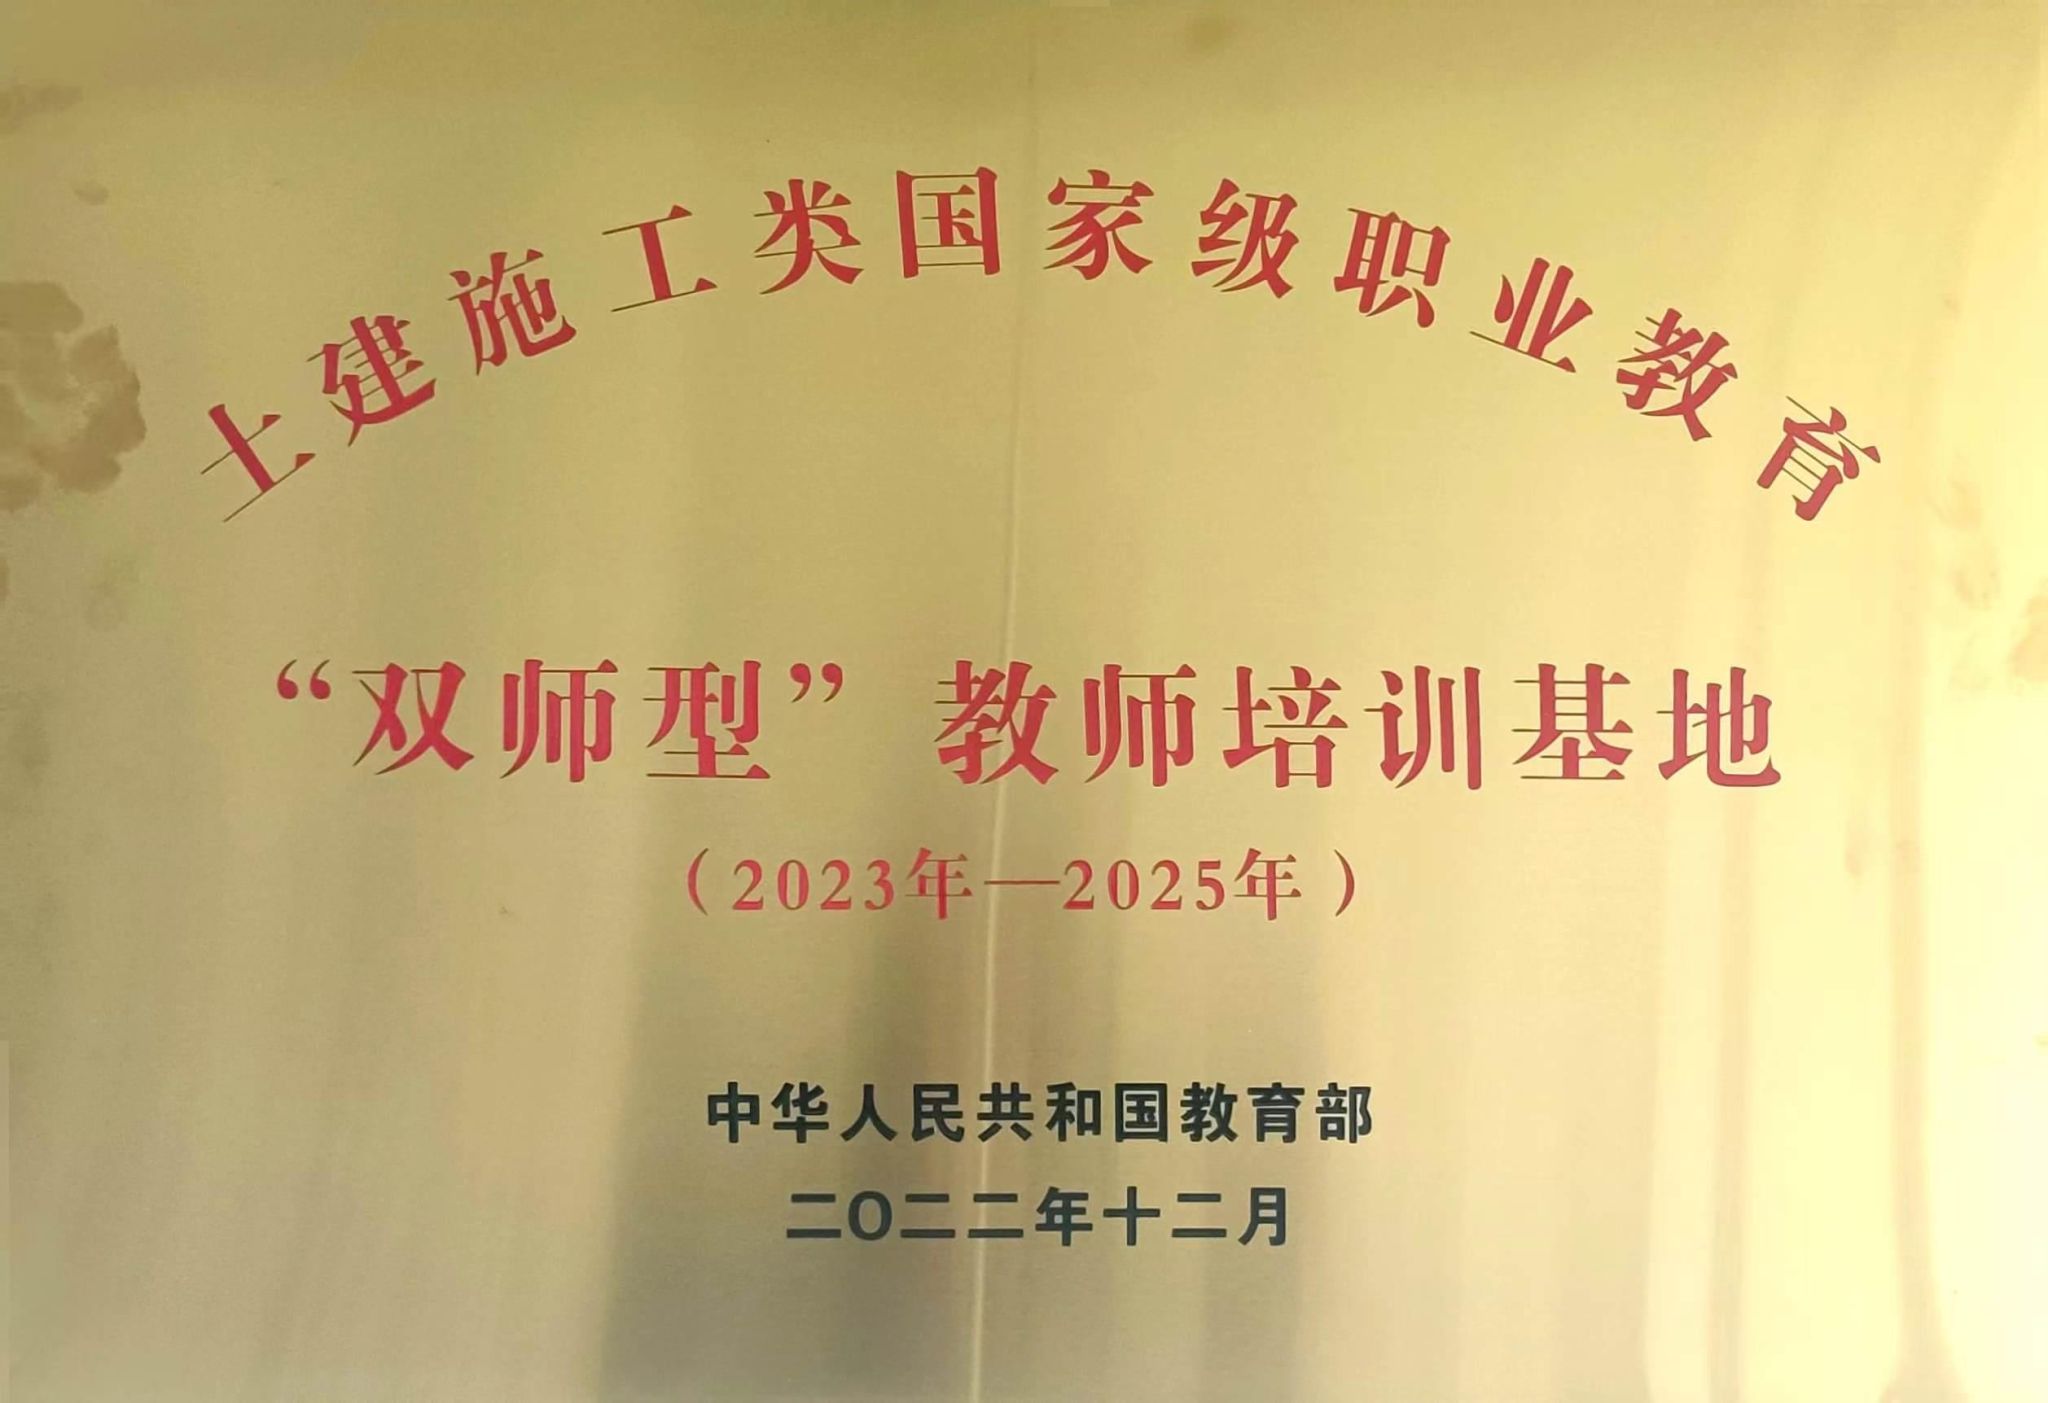 土建施工类国家级职业教育
“双师型”教师培训基地
（2023年—2025年）
中华人民共和国教育部
二〇二二年十二月